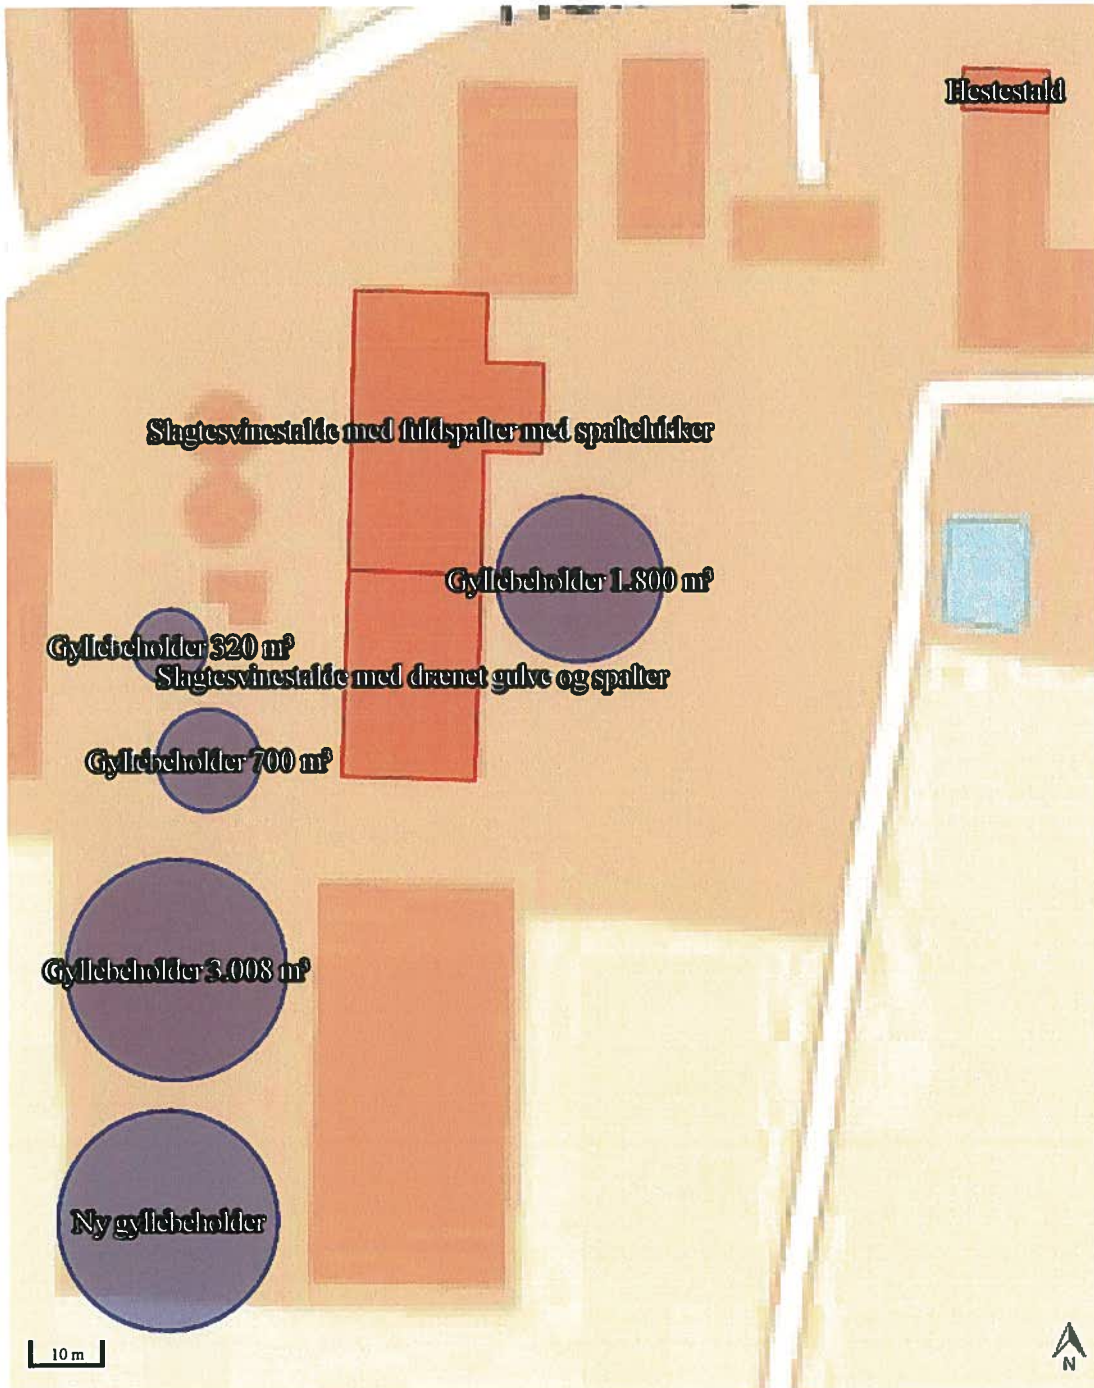 Hestestald
Slagtesvinestalde med fuldspalter med spaltelukker
Gyllebeholder 1.800 m³
Gyllebeholder 320 m³
Slagtesvinestalde med drænet gulve og spalter
Gyllebeholder 700 m³
Gyllebeholder 3.008 m³
Ny gyllebeholder
10 m
N